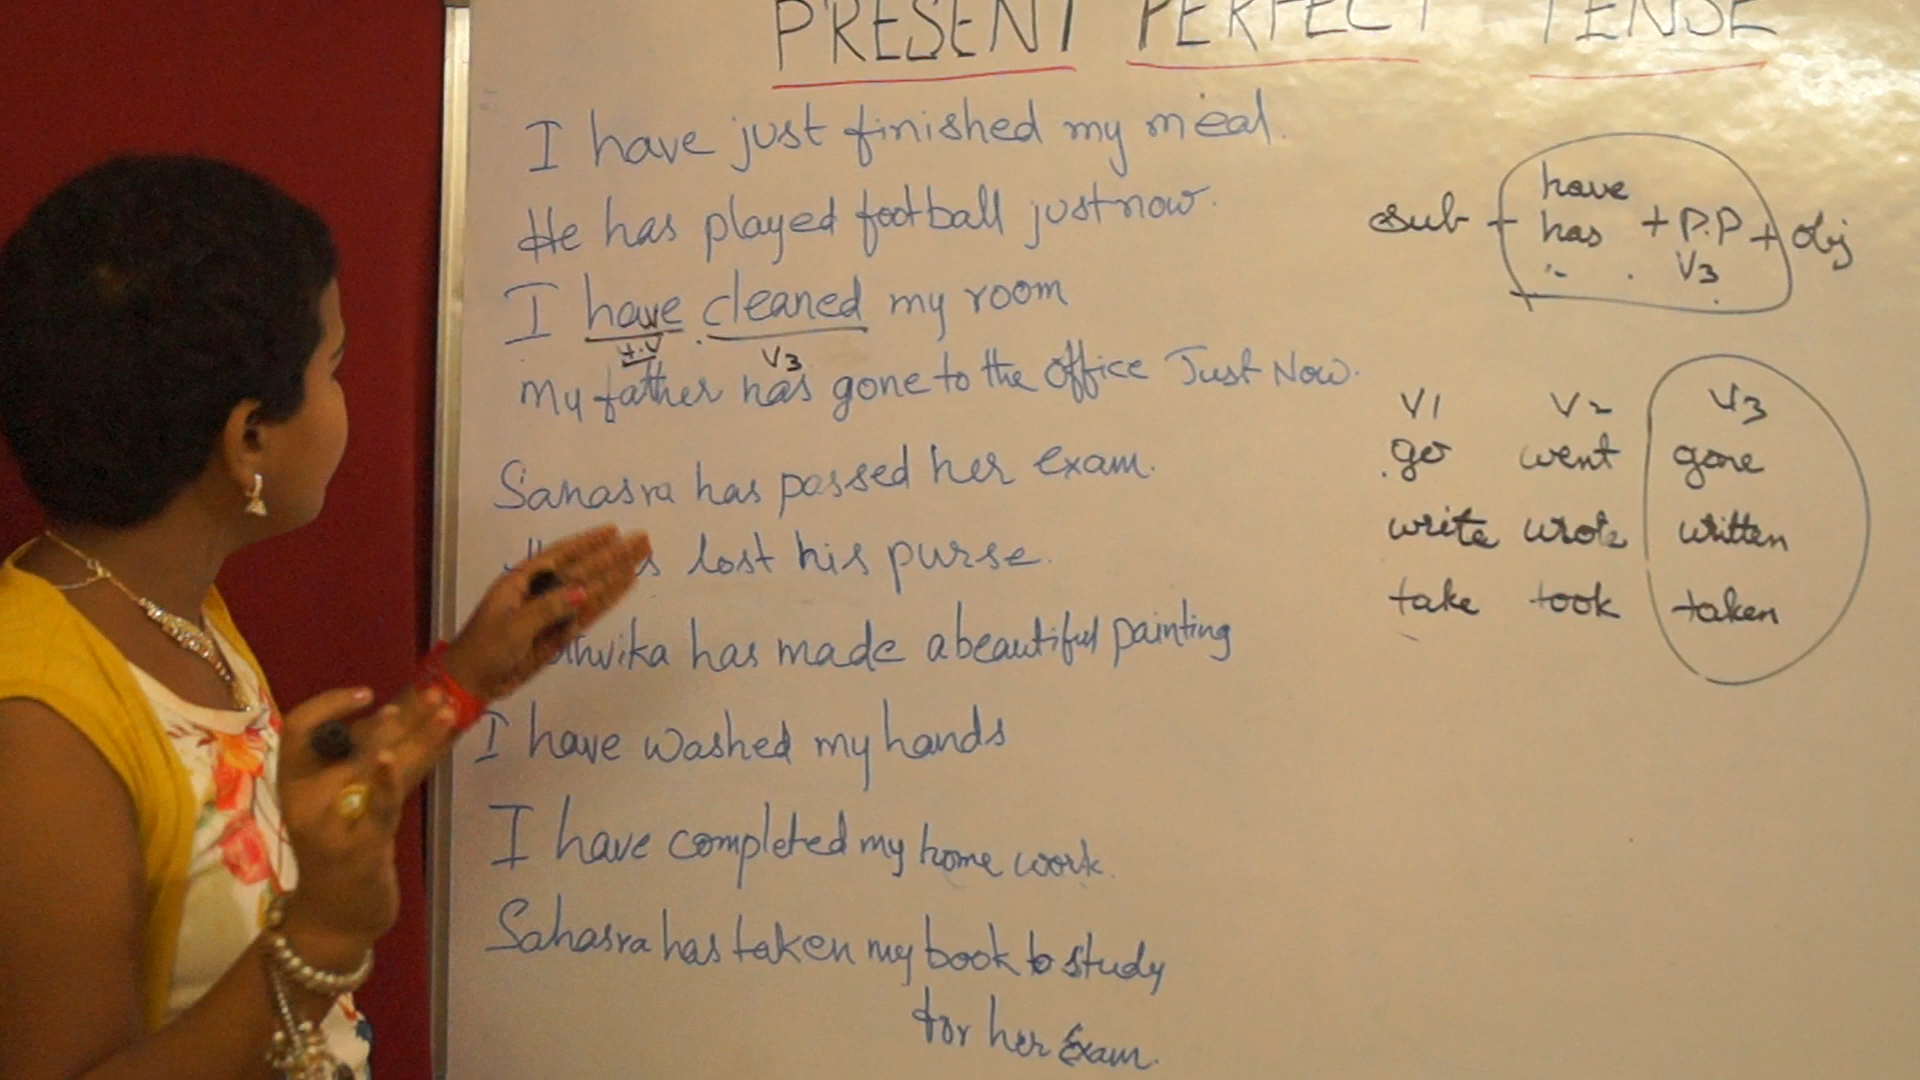 PRESENT PERFECT TENSE
I have just finished my meal.
He has played football just now.
I have cleaned my room
H.V V3
My father has gone to the office Just Now.
Sahasra has passed her exam.
lost his purse.
has made a beautiful painting
I have washed my hands
I have completed my home work.
Sahasra has taken my book to study
for her Exam.
have
sub + has + P.P + obj
V3
V1 V2 V3
go went gone
write wrote written
take took taken